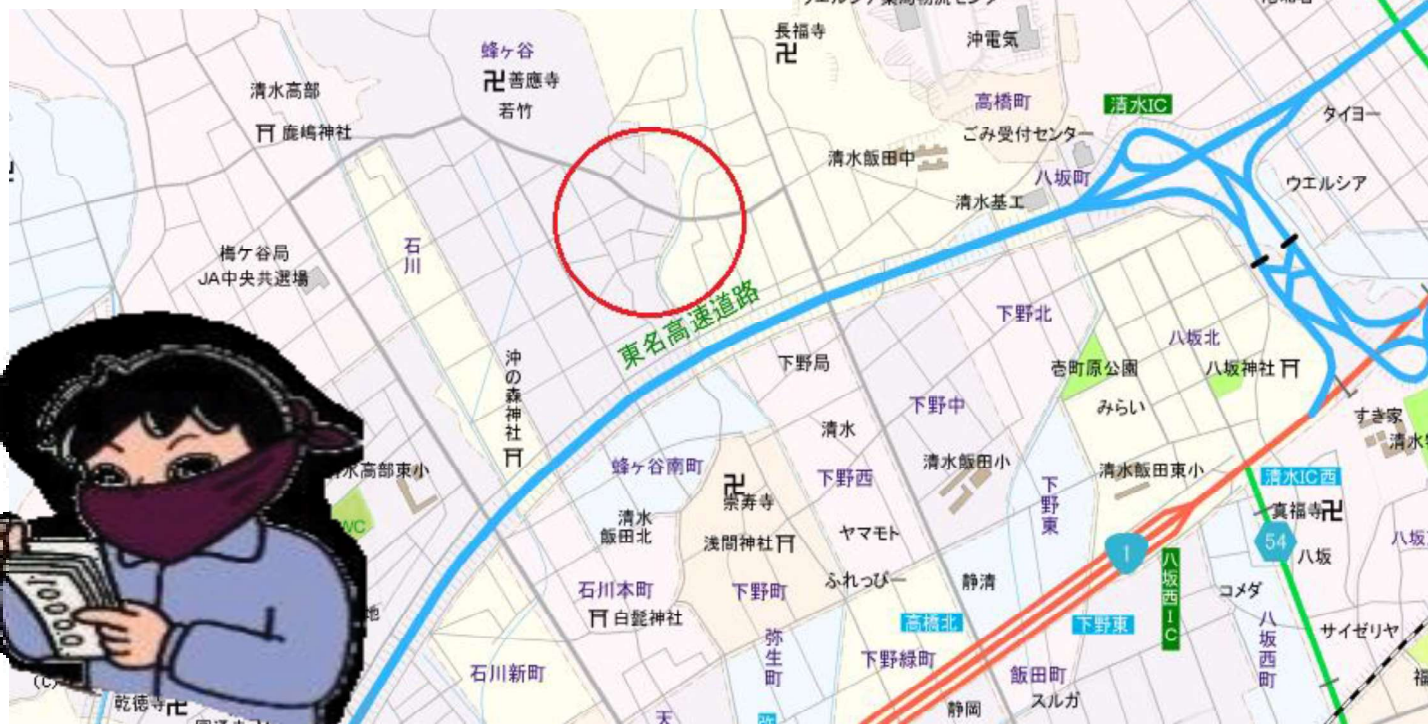 長福寺
沖電気
蜂ヶ谷
善應寺
若竹
清水高部
鹿嶋神社
高橋町
清水IC
ごみ受付センター
タイヨー
清水飯田中
八坂町
ウエルシア
清水基工
石川
梅ケ谷局
JA中央共選場
東名高速道路
下野北
八坂北
下野局
壱町原公園
八坂神社
沖の森神社
下野中
みらい
すき家
清水
清水高部東小
蜂ヶ谷南町
下野西
清水飯田小
清水飯田東小
下野東
清水IC西
WC
崇寿寺
真福寺
清水
飯田北
浅間神社
ヤマモト
1
54
八坂
石川本町
下野町
ふれっぴー
静清
八坂西IC
コメダ
白髭神社
高橋北
下野東
サイゼリヤ
弥生町
八坂西町
石川新町
下野緑町
飯田町
スルガ
乾徳寺
静岡